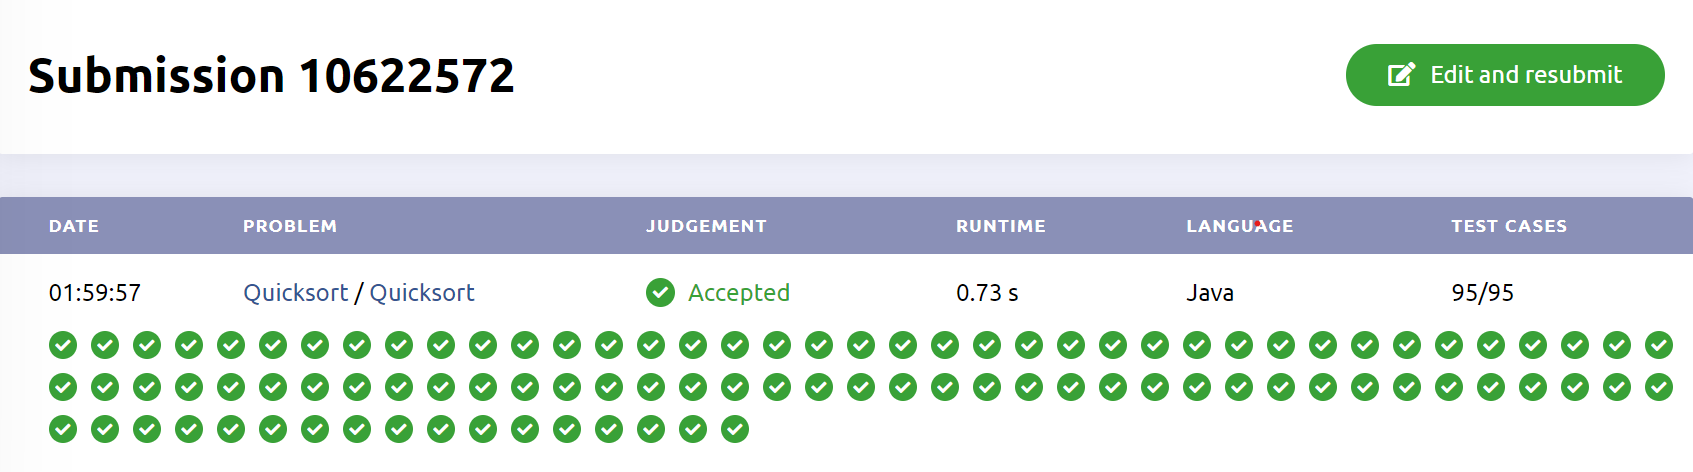 Submission 10622572
Edit and resubmit
DATE PROBLEM JUDGEMENT RUNTIME LANGUAGE TEST CASES
01:59:57 Quicksort / Quicksort Accepted 0.73 s Java 95/95